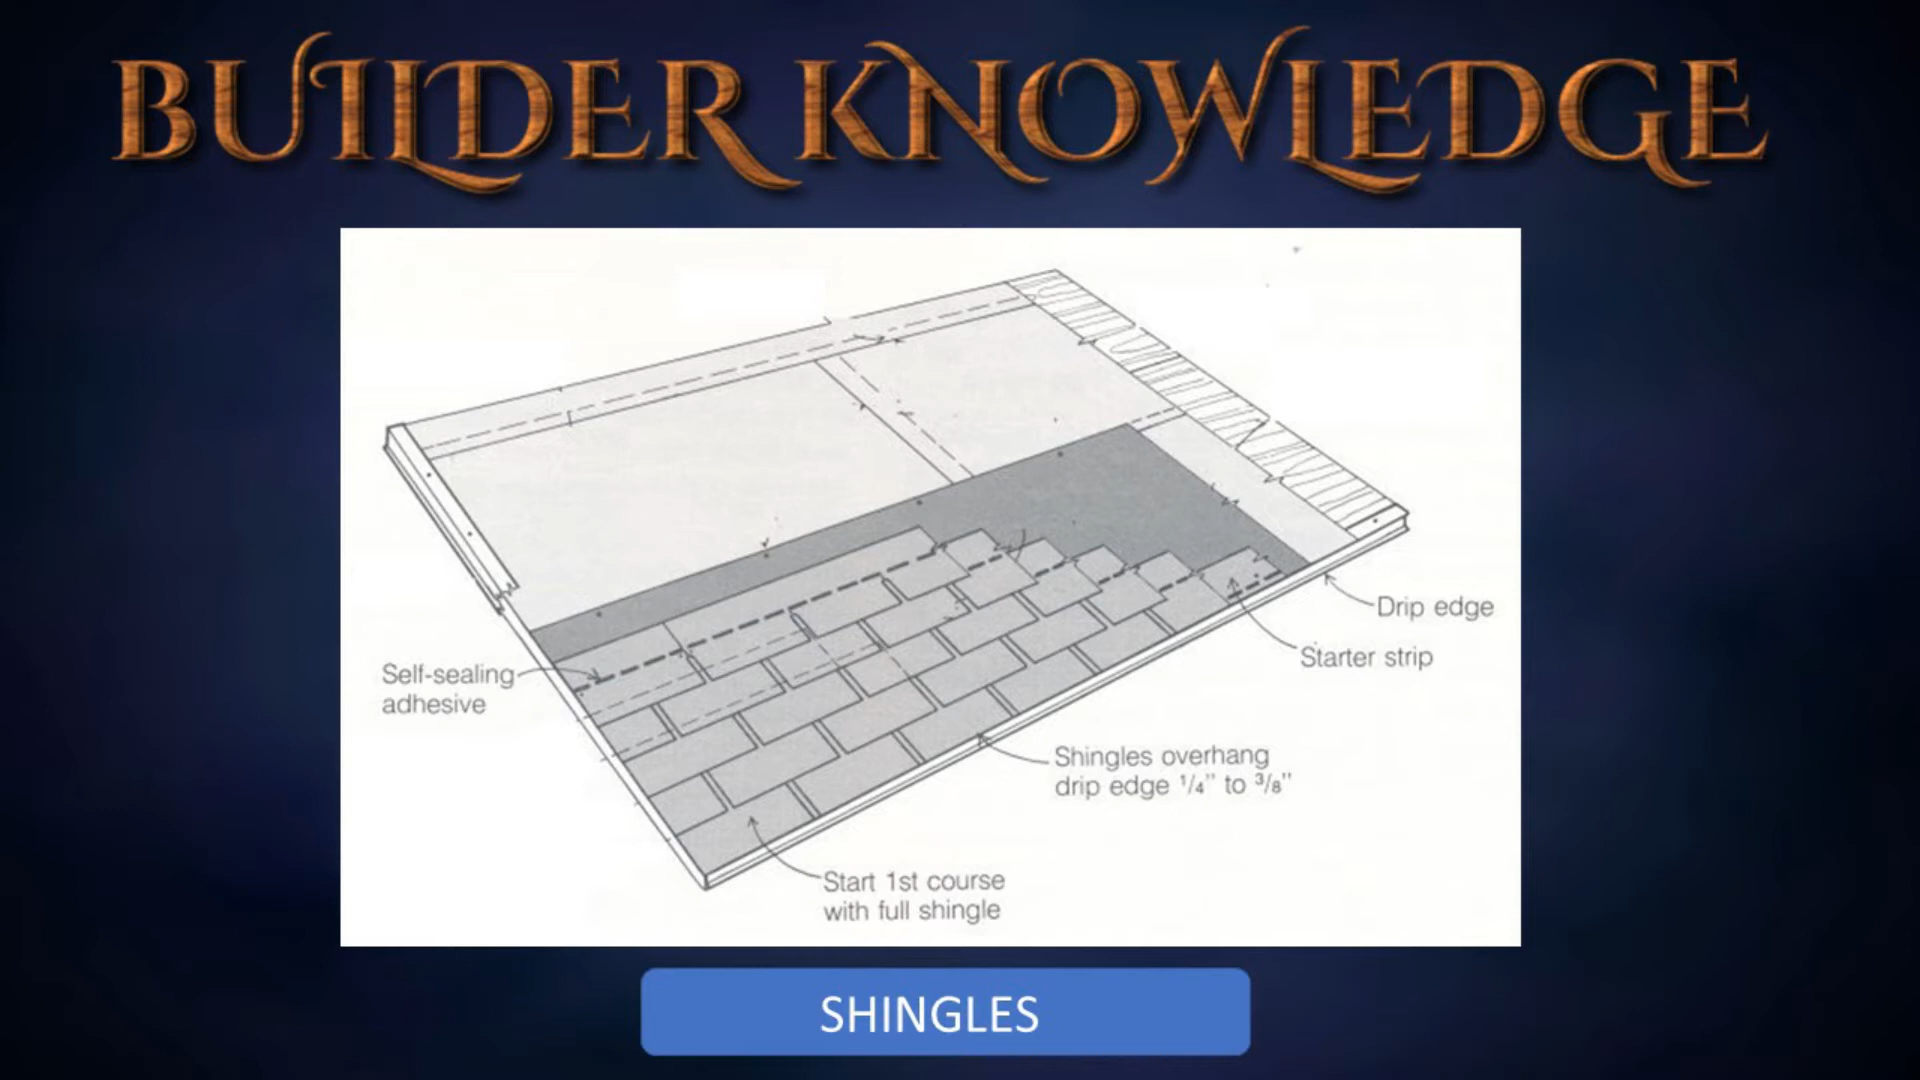 BUILDER KNOWLEDGE
Drip edge
Starter strip
Self-sealing
adhesive
Shingles overhang
drip edge 1/4" to 3/8"
Start 1st course
with full shingle
SHINGLES